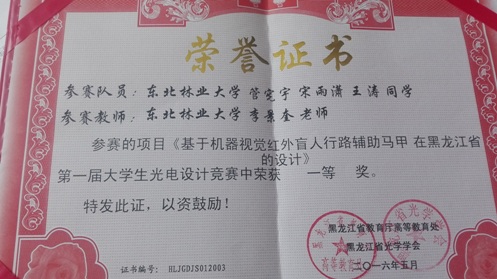 荣誉证书
参赛队员：东北林业大学 管宪宇 宋雨潇 王涛 同学
参赛教师：东北林业大学 李景奎 老师
参赛的项目《基于机器视觉红外盲人行路辅助马甲 在黑龙江省
的设计》
第一届大学生光电设计竞赛中荣获 一等 奖。
特发此证，以资鼓励！
黑龙江省教育厅高等教育处
黑龙江省光学学会
二〇一六年五月
证书编号：HLJGDJS012003